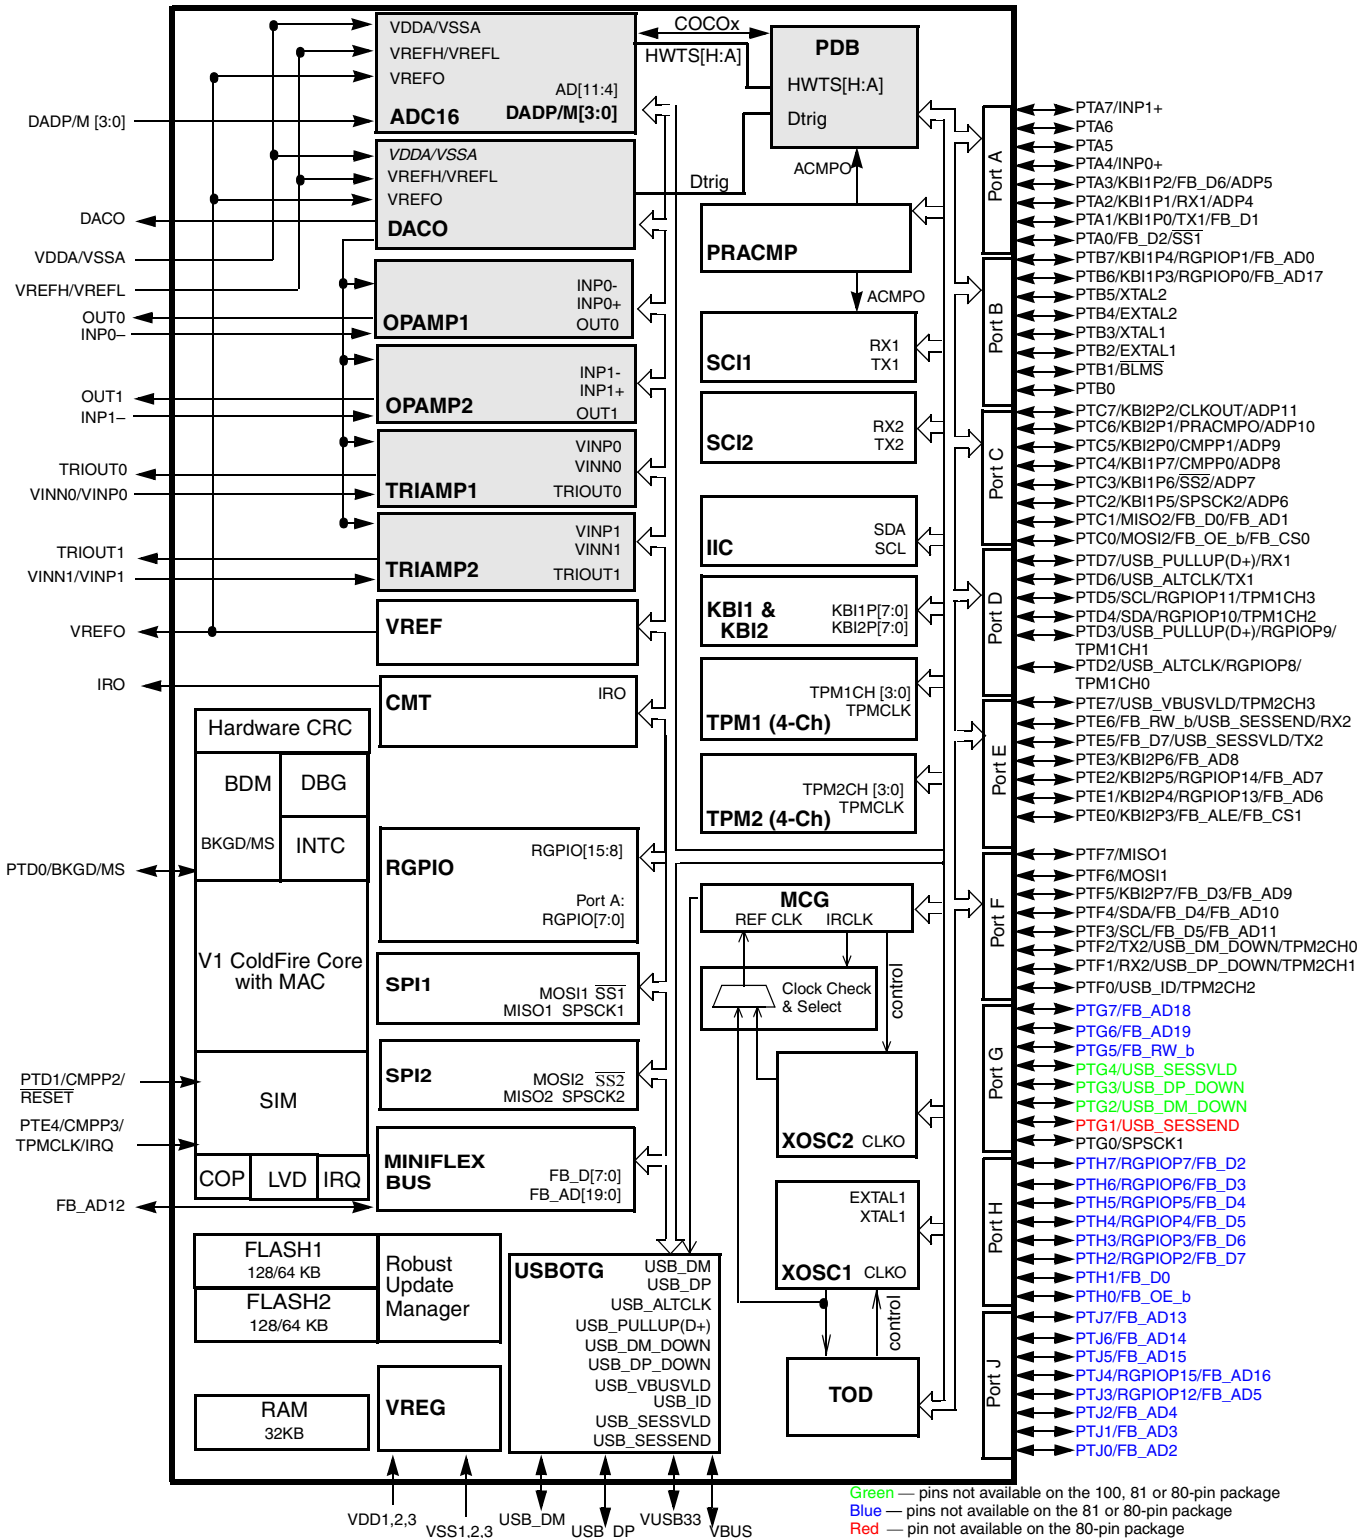 DADP/M [3:0]
DACO
VDDA/VSSA
VREFH/VREFL
OUT0
INP0–
OUT1
INP1–
TRIOUT0
VINN0/VINP0
TRIOUT1
VINN1/VINP1
VREFO
IRO
PTD0/BKGD/MS
PTD1/CMPP2/
RESET
PTE4/CMPP3/
TPMCLK/IRQ
FB_AD12
VDDA/VSSA
VREFH/VREFL
VREFO
AD[11:4]
ADC16
DADP/M[3:0]
VDDA/VSSA
VREFH/VREFL
VREFO
DACO
INP0-
INP0+
OPAMP1
OUT0
INP1-
INP1+
OPAMP2
OUT1
VINP0
VINN0
TRIAMP1
TRIOUT0
VINP1
VINN1
TRIAMP2
TRIOUT1
VREF
CMT
IRO
Hardware CRC
BDM
DBG
BKGD/MS
INTC
V1 ColdFire Core
with MAC
SIM
COP
LVD
IRQ
RGPIO
RGPIO[15:8]
Port A:
RGPIO[7:0]
SPI1
MOSI1 SS1
MISO1 SPSCK1
SPI2
MOSI2 SS2
MISO2 SPSCK2
MINIFLEX
BUS
FB_D[7:0]
FB_AD[19:0]
FLASH1
128/64 KB
FLASH2
128/64 KB
Robust
Update
Manager
RAM
32KB
VREG
USBOTG
USB_DM
USB_DP
USB_ALTCLK
USB_PULLUP(D+)
USB_DM_DOWN
USB_DP_DOWN
USB_VBUSVLD
USB_ID
USB_SESSVLD
USB_SESSEND
VDD1,2,3
VSS1,2,3
USB_DM
USB_DP
VUSB33
VBUS
COCOx
HWTS[H:A]
PDB
HWTS[H:A]
Dtrig
Dtrig
ACMPO
PRACMP
ACMPO
SCI1
RX1
TX1
SCI2
RX2
TX2
IIC
SDA
SCL
KBI1 &
KBI2
KBI1P[7:0]
KBI2P[7:0]
TPM1CH [3:0]
TPMCLK
TPM1 (4-Ch)
TPM2CH [3:0]
TPMCLK
TPM2 (4-Ch)
MCG
REF CLK IRCLK
Clock Check
& Select
control
XOSC2 CLKO
EXTAL1
XTAL1
XOSC1 CLKO
control
TOD
Port A
PTA7/INP1+
PTA6
PTA5
PTA4/INP0+
PTA3/KBI1P2/FB_D6/ADP5
PTA2/KBI1P1/RX1/ADP4
PTA1/KBI1P0/TX1/FB_D1
PTA0/FB_D2/SS1
Port B
PTB7/KBI1P4/RGPIOP1/FB_AD0
PTB6/KBI1P3/RGPIOP0/FB_AD17
PTB5/XTAL2
PTB4/EXTAL2
PTB3/XTAL1
PTB2/EXTAL1
PTB1/BLMS
PTB0
Port C
PTC7/KBI2P2/CLKOUT/ADP11
PTC6/KBI2P1/PRACMPO/ADP10
PTC5/KBI2P0/CMPP1/ADP9
PTC4/KBI1P7/CMPP0/ADP8
PTC3/KBI1P6/SS2/ADP7
PTC2/KBI1P5/SPSCK2/ADP6
PTC1/MISO2/FB_D0/FB_AD1
PTC0/MOSI2/FB_OE_b/FB_CS0
Port D
PTD7/USB_PULLUP(D+)/RX1
PTD6/USB_ALTCLK/TX1
PTD5/SCL/RGPIOP11/TPM1CH3
PTD4/SDA/RGPIOP10/TPM1CH2
PTD3/USB_PULLUP(D+)/RGPIOP9/
TPM1CH1
PTD2/USB_ALTCLK/RGPIOP8/
TPM1CH0
Port E
PTE7/USB_VBUSVLD/TPM2CH3
PTE6/FB_RW_b/USB_SESSEND/RX2
PTE5/FB_D7/USB_SESSVLD/TX2
PTE3/KBI2P6/FB_AD8
PTE2/KBI2P5/RGPIOP14/FB_AD7
PTE1/KBI2P4/RGPIOP13/FB_AD6
PTE0/KBI2P3/FB_ALE/FB_CS1
Port F
PTF7/MISO1
PTF6/MOSI1
PTF5/KBI2P7/FB_D3/FB_AD9
PTF4/SDA/FB_D4/FB_AD10
PTF3/SCL/FB_D5/FB_AD11
PTF2/TX2/USB_DM_DOWN/TPM2CH0
PTF1/RX2/USB_DP_DOWN/TPM2CH1
PTF0/USB_ID/TPM2CH2
Port G
PTG7/FB_AD18
PTG6/FB_AD19
PTG5/FB_RW_b
PTG4/USB_SESSVLD
PTG3/USB_DP_DOWN
PTG2/USB_DM_DOWN
PTG1/USB_SESSEND
PTG0/SPSCK1
Port H
PTH7/RGPIOP7/FB_D2
PTH6/RGPIOP6/FB_D3
PTH5/RGPIOP5/FB_D4
PTH4/RGPIOP4/FB_D5
PTH3/RGPIOP3/FB_D6
PTH2/RGPIOP2/FB_D7
PTH1/FB_D0
PTH0/FB_OE_b
Port J
PTJ7/FB_AD13
PTJ6/FB_AD14
PTJ5/FB_AD15
PTJ4/RGPIOP15/FB_AD16
PTJ3/RGPIOP12/FB_AD5
PTJ2/FB_AD4
PTJ1/FB_AD3
PTJ0/FB_AD2
Green — pins not available on the 100, 81 or 80-pin package
Blue — pins not available on the 81 or 80-pin package
Red — pin not available on the 80-pin package